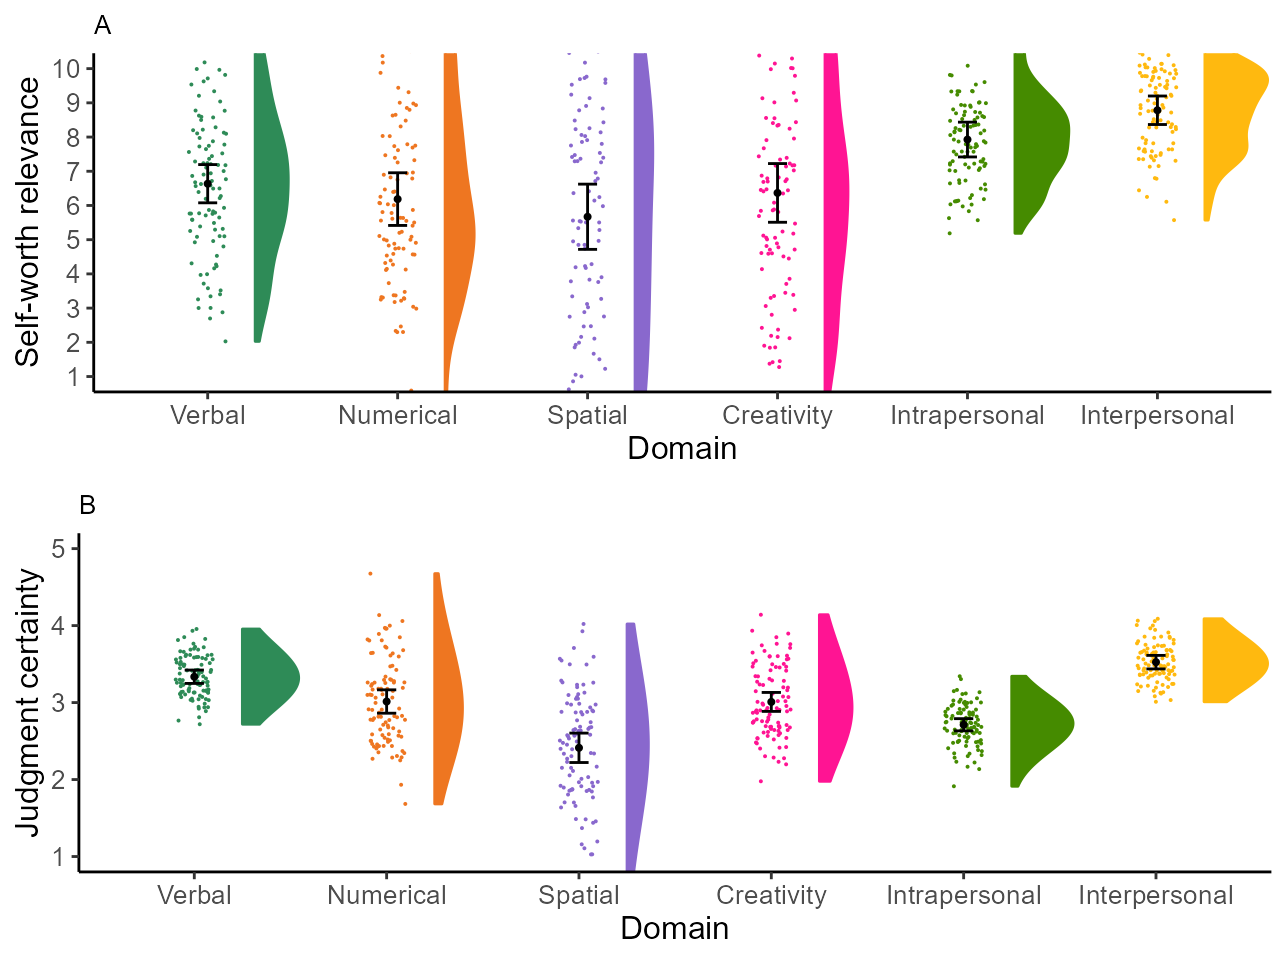 A
Self-worth relevance
10
9
8
7
6
5
4
3
2
1
Verbal Numerical Spatial Creativity Intrapersonal Interpersonal
Domain
B
Judgment certainty
5
4
3
2
1
Verbal Numerical Spatial Creativity Intrapersonal Interpersonal
Domain